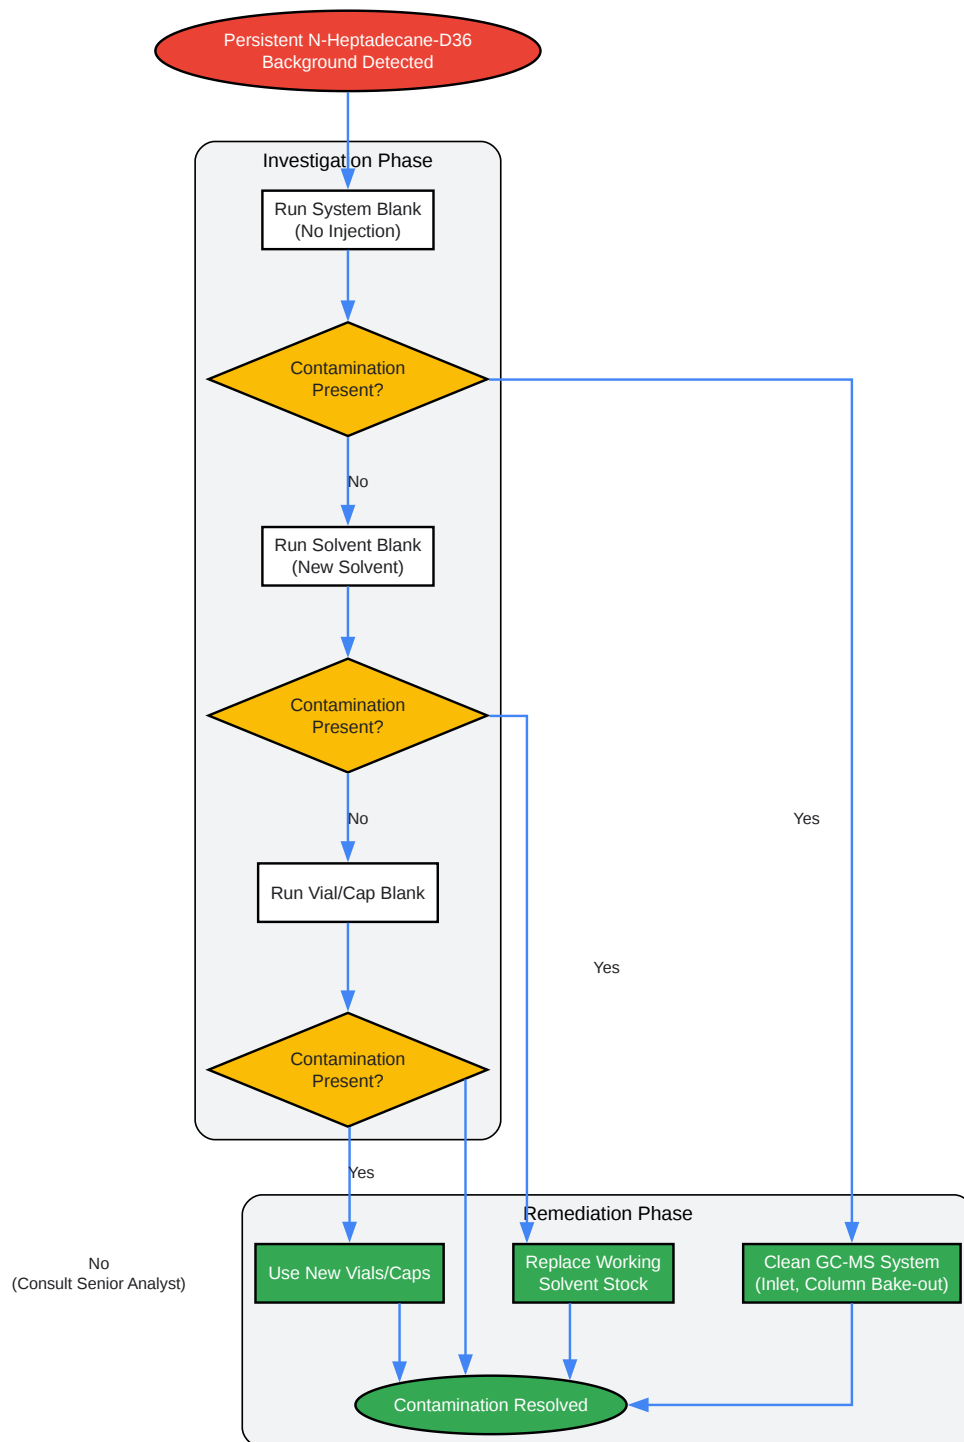 Persistent N-Heptadecane-D36
Background Detected
Investigation Phase
Run System Blank
(No Injection)
Contamination
Present?
No
Run Solvent Blank
(New Solvent)
Contamination
Present?
No
Yes
Run Vial/Cap Blank
Yes
Contamination
Present?
Yes
Remediation Phase
No
(Consult Senior Analyst)
Use New Vials/Caps
Replace Working
Solvent Stock
Clean GC-MS System
(Inlet, Column Bake-out)
Contamination Resolved